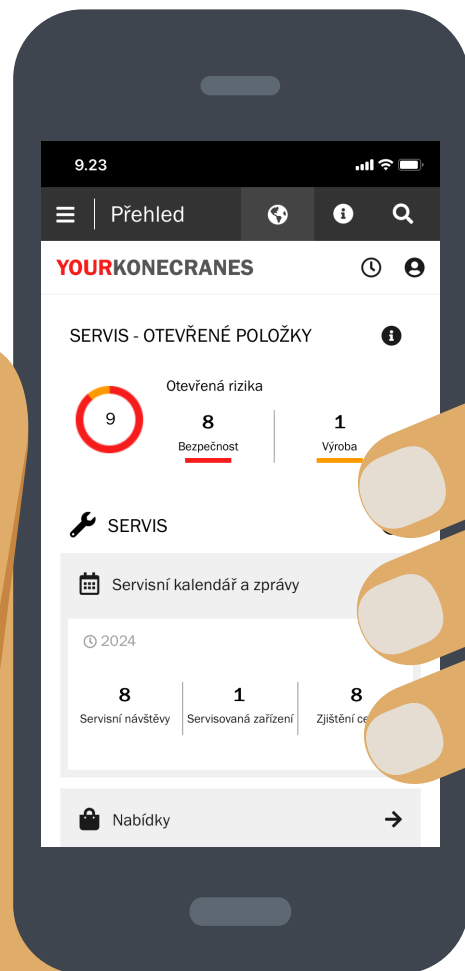 9.23
Přehled
YOURKONECRANES
SERVIS - OTEVŘENÉ POLOŽKY
Otevřená rizika
9
8
1
Bezpečnost
Výroba
SERVIS
Servisní kalendář a zprávy
2024
8
1
8
Servisní návštěvy
Servisovaná zařízení
Zjištění
Nabídky